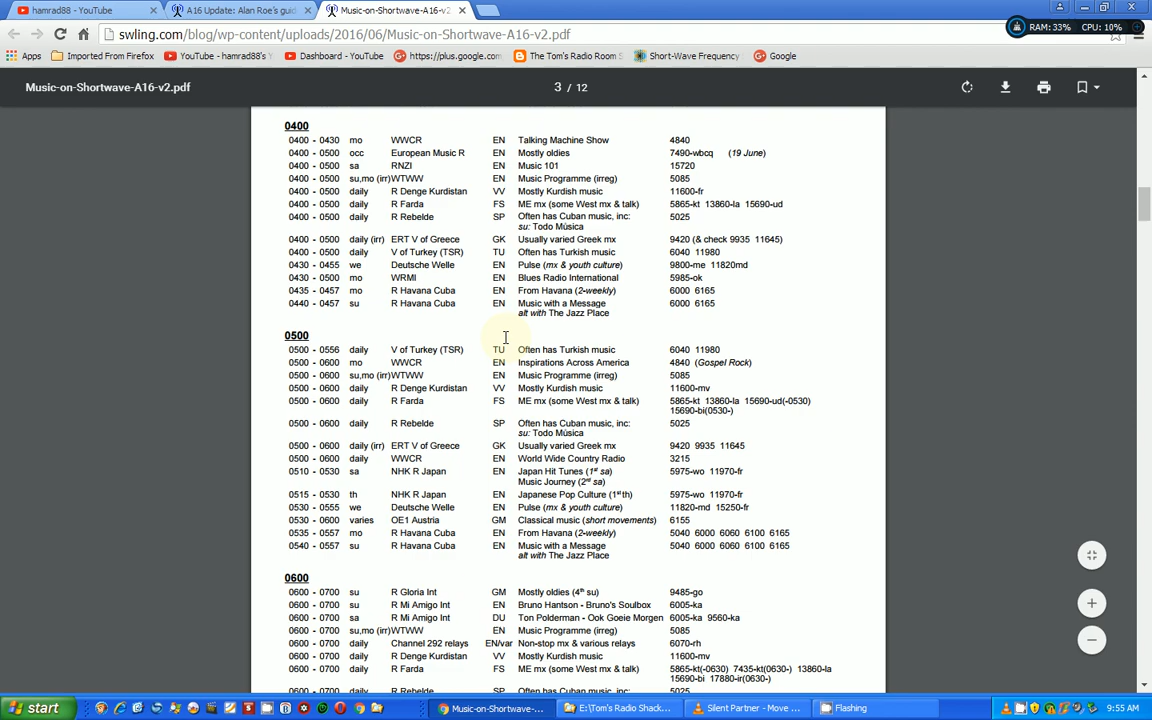 hamrad88 - YouTube
A16 Update: Alan Roe's guid
Music-on-Shortwave-A16-v2
swling.com/blog/wp-content/uploads/2016/06/Music-on-Shortwave-A16-v2.pdf
RAM: 33% CPU: 10%
Apps Imported From Firefox YouTube - hamrad88's Dashboard - YouTube https://plus.google.com The Tom's Radio Room S Short-Wave Frequency Google
Music-on-Shortwave-A16-v2.pdf 3 / 12
0400
0400 - 0430 mo WWCR EN Talking Machine Show 4840
0400 - 0500 occ European Music R EN Mostly oldies 7490-wbcq (19 June)
0400 - 0500 sa RNZI EN Music 101 15720
0400 - 0500 su,mo (irr)WTWW EN Music Programme (irreg) 5085
0400 - 0500 daily R Denge Kurdistan VV Mostly Kurdish music 11600-fr
0400 - 0500 daily R Farda FS ME mx (some West mx & talk) 5865-kt 13860-la 15690-ud
0400 - 0500 daily R Rebelde SP Often has Cuban music, inc: 5025
su: Todo Música
0400 - 0500 daily (irr) ERT V of Greece GK Usually varied Greek mx 9420 (& check 9935 11645)
0400 - 0500 daily V of Turkey (TSR) TU Often has Turkish music 6040 11980
0430 - 0455 we Deutsche Welle EN Pulse (mx & youth culture) 9800-me 11820md
0430 - 0500 mo WRMI EN Blues Radio International 5985-ok
0435 - 0457 mo R Havana Cuba EN From Havana (2-weekly) 6000 6165
0440 - 0457 su R Havana Cuba EN Music with a Message 6000 6165
alt with The Jazz Place
0500
0500 - 0556 daily V of Turkey (TSR) TU Often has Turkish music 6040 11980
0500 - 0600 mo WWCR EN Inspirations Across America 4840 (Gospel Rock)
0500 - 0600 su,mo (irr)WTWW EN Music Programme (irreg) 5085
0500 - 0600 daily R Denge Kurdistan VV Mostly Kurdish music 11600-mv
0500 - 0600 daily R Farda FS ME mx (some West mx & talk) 5865-kt 13860-la 15690-ud(-0530)
15690-bi(0530-)
0500 - 0600 daily R Rebelde SP Often has Cuban music, inc: 5025
su: Todo Música
0500 - 0600 daily (irr) ERT V of Greece GK Usually varied Greek mx 9420 9935 11645
0500 - 0600 daily WWCR EN World Wide Country Radio 3215
0510 - 0530 sa NHK R Japan EN Japan Hit Tunes (1st sa) 5975-wo 11970-fr
Music Journey (2nd sa)
0515 - 0530 th NHK R Japan EN Japanese Pop Culture (1st th) 5975-wo 11970-fr
0530 - 0555 we Deutsche Welle EN Pulse (mx & youth culture) 11820-md 15250-fr
0530 - 0600 varies OE1 Austria GM Classical music (short movements) 6155
0535 - 0557 mo R Havana Cuba EN From Havana (2-weekly) 5040 6000 6060 6100 6165
0540 - 0557 su R Havana Cuba EN Music with a Message 5040 6000 6060 6100 6165
alt with The Jazz Place
0600
0600 - 0700 su R Gloria Int GM Mostly oldies (4th su) 9485-go
0600 - 0700 su R Mi Amigo Int EN Bruno Hantson - Bruno's Soulbox 6005-ka
0600 - 0700 sa R Mi Amigo Int DU Ton Polderman - Ook Goeie Morgen 6005-ka 9560-ka
0600 - 0700 su,mo (irr)WTWW EN Music Programme (irreg) 5085
0600 - 0700 daily Channel 292 relays EN/var Non-stop mx & various relays 6070-rh
0600 - 0700 daily R Denge Kurdistan VV Mostly Kurdish music 11600-mv
0600 - 0700 daily R Farda FS ME mx (some West mx & talk) 5865-kt(-0630) 7435-kt(0630-) 13860-la
15690-bi 17880-ir(0630-)
0600 - 0700 daily R Rebelde SP Often has Cuban music, inc: 5025
start Music-on-Shortwave-... E:\Tom's Radio Shack... Silent Partner - Move ... Flashing 9:55 AM